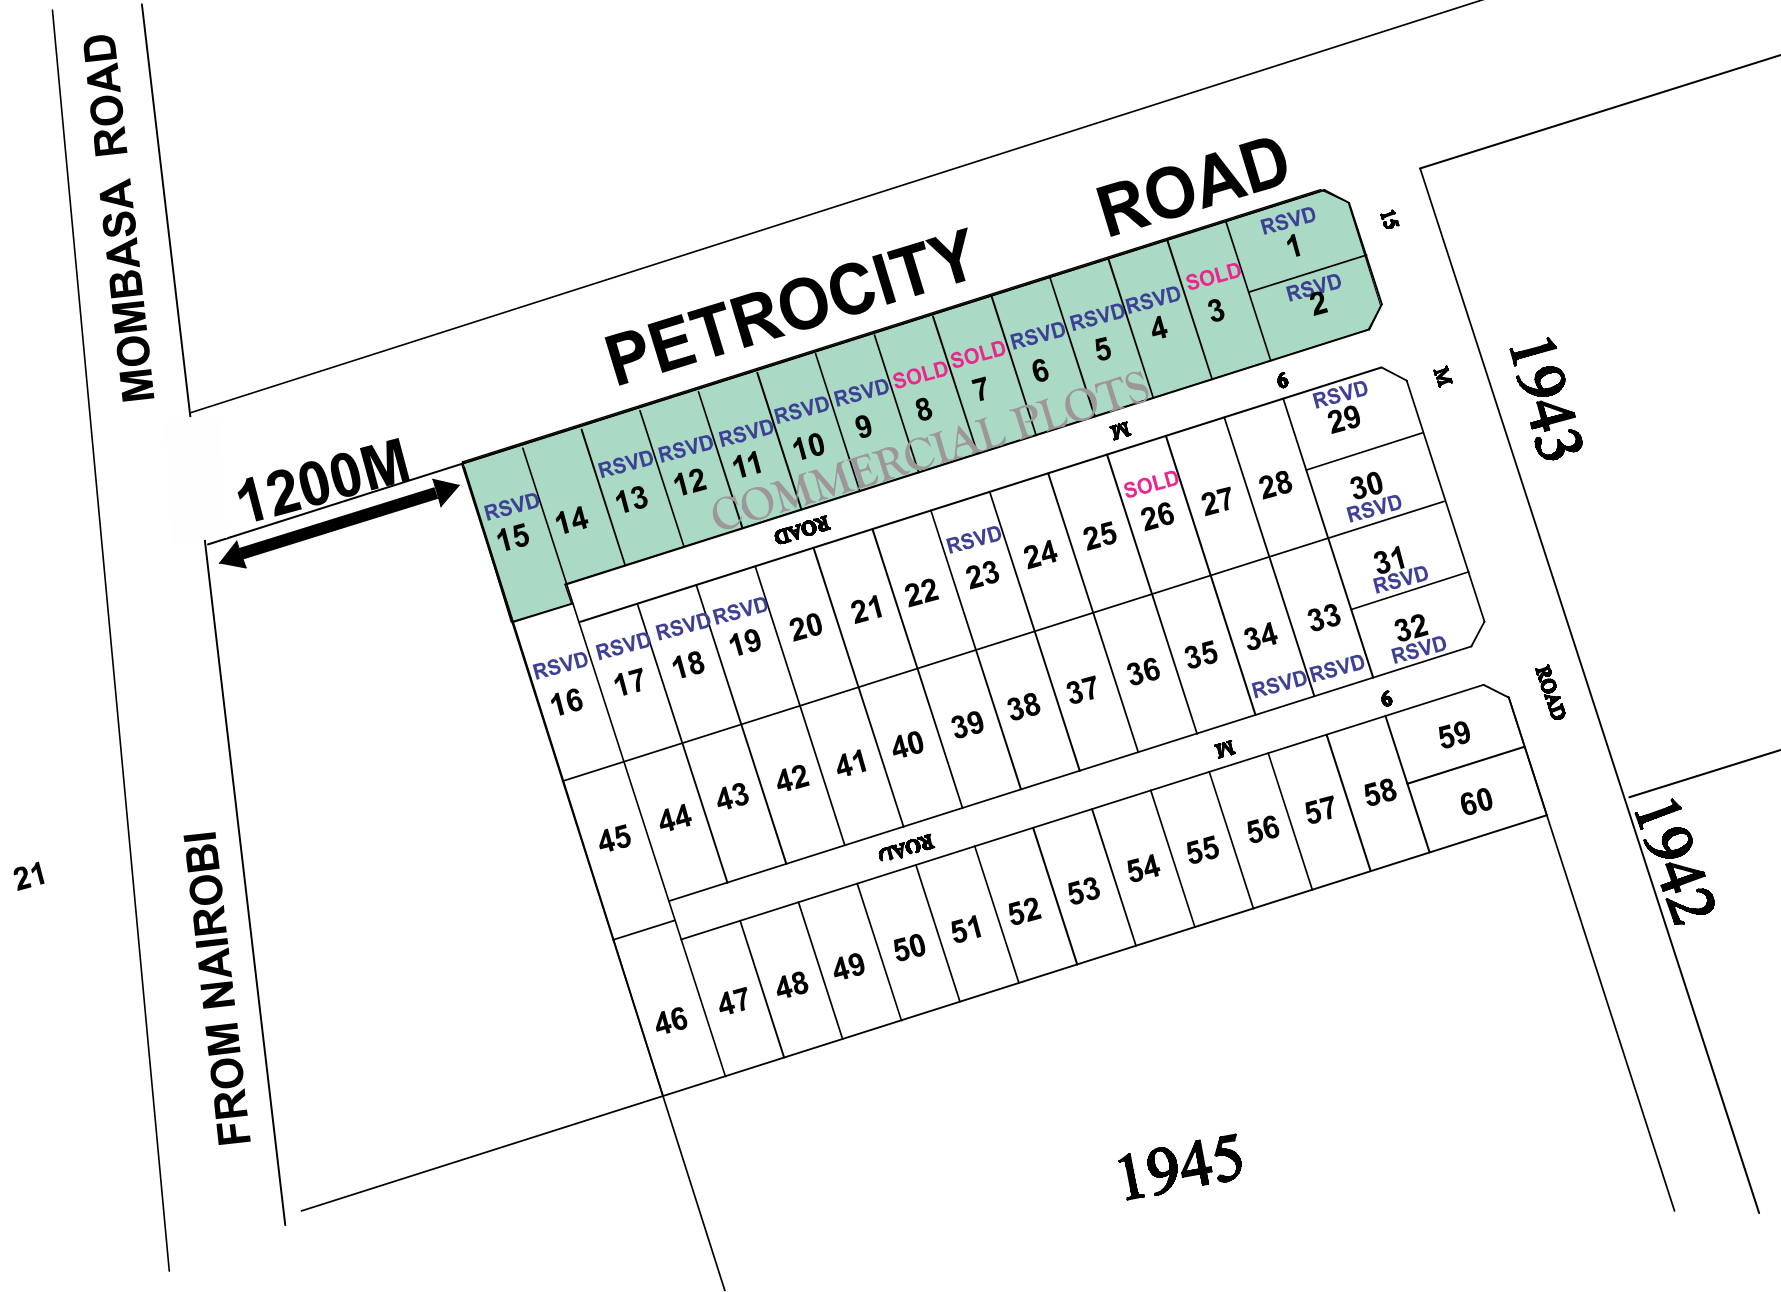 MOMBASA ROAD
FROM NAIROBI
21
1200M
PETROCITY ROAD
COMMERCIAL PLOTS
RSVD 1
RSVD 2
SOLD 3
RSVD 4
RSVD 5
RSVD 6
SOLD 7
SOLD 8
RSVD 9
RSVD 10
RSVD 11
RSVD 12
RSVD 13
14
RSVD 15
ROAD M 6
RSVD 16
RSVD 17
RSVD 18
RSVD 19
20
21
22
RSVD 23
24
25
SOLD 26
27
28
RSVD 29
30 RSVD
31 RSVD
32 RSVD
33 RSVD
34 RSVD
35
36
37
38
39
40
41
42
43
44
45
ROAD M 6
46
47
48
49
50
51
52
53
54
55
56
57
58
59
60
15 M ROAD
1943
1942
1945